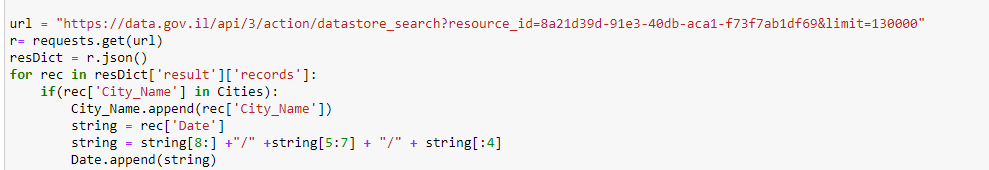 url = "https://data.gov.il/api/3/action/datastore_search?resource_id=8a21d39d-91e3-40db-aca1-f73f7ab1df69&limit=130000"
r= requests.get(url)
resDict = r.json()
for rec in resDict['result']['records']:
    if(rec['City_Name'] in Cities):
        City_Name.append(rec['City_Name'])
        string = rec['Date']
        string = string[8:] +"/" +string[5:7] + "/" + string[:4]
        Date.append(string)